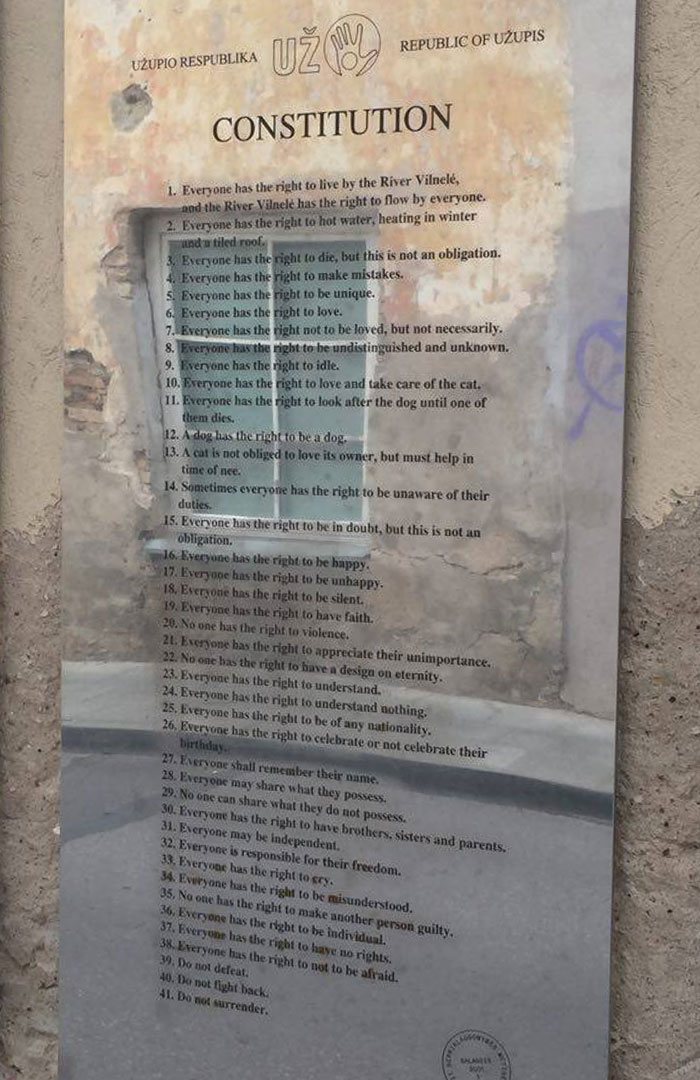 UŽUPIO RESPUBLIKA
UŽ
REPUBLIC OF UŽUPIS
CONSTITUTION
1. Everyone has the right to live by the River Vilnelé,
and the River Vilnelé has the right to flow by everyone.
2. Everyone has the right to hot water, heating in winter
and a tiled roof.
3. Everyone has the right to die, but this is not an obligation.
4. Everyone has the right to make mistakes.
5. Everyone has the right to be unique.
6. Everyone has the right to love.
7. Everyone has the right not to be loved, but not necessarily.
8. Everyone has the right to be undistinguished and unknown.
9. Everyone has the right to idle.
10. Everyone has the right to love and take care of the cat.
11. Everyone has the right to look after the dog until one of
them dies.
12. A dog has the right to be a dog.
13. A cat is not obliged to love its owner, but must help in
time of nee.
14. Sometimes everyone has the right to be unaware of their
duties.
15. Everyone has the right to be in doubt, but this is not an
obligation.
16. Everyone has the right to be happy.
17. Everyone has the right to be unhappy.
18. Everyone has the right to be silent.
19. Everyone has the right to have faith.
20. No one has the right to violence.
21. Everyone has the right to appreciate their unimportance.
22. No one has the right to have a design on eternity.
23. Everyone has the right to understand.
24. Everyone has the right to understand nothing.
25. Everyone has the right to be of any nationality.
26. Everyone has the right to celebrate or not celebrate their
birthday.
27. Everyone shall remember their name.
28. Everyone may share what they possess.
29. No one can share what they do not possess.
30. Everyone has the right to have brothers, sisters and parents.
31. Everyone may be independent.
32. Everyone is responsible for their freedom.
33. Everyone has the right to cry.
34. Everyone has the right to be misunderstood.
35. No one has the right to make another person guilty.
36. Everyone has the right to be individual.
37. Everyone has the right to have no rights.
38. Everyone has the right to not to be afraid.
39. Do not defeat.
40. Do not fight back.
41. Do not surrender.